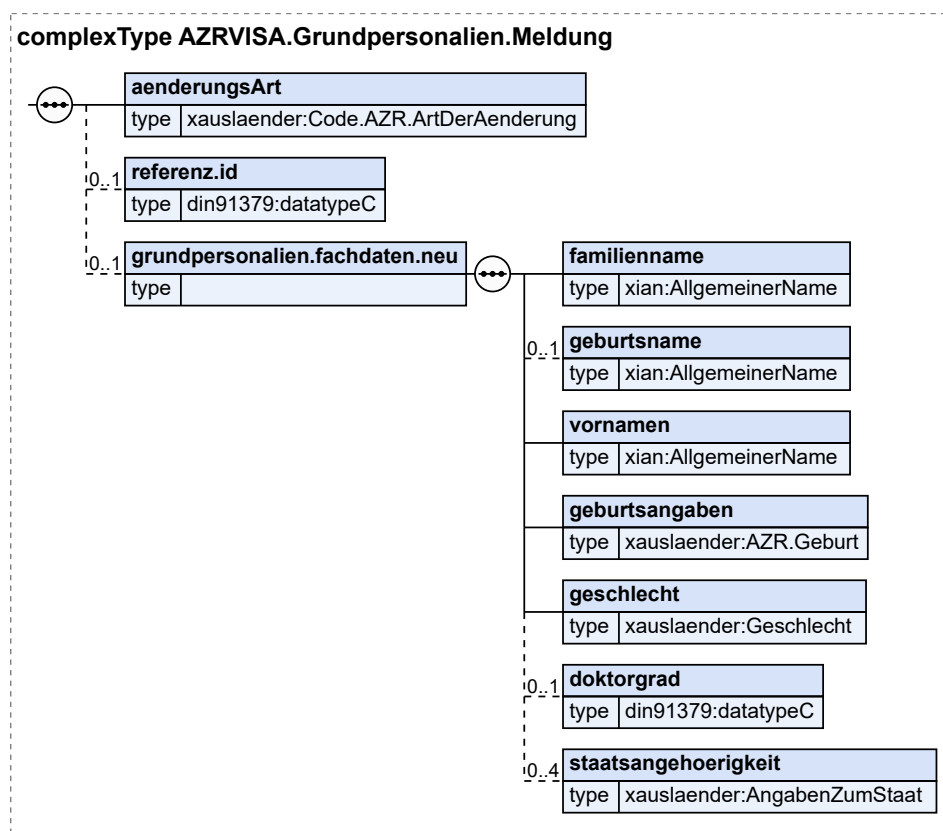 complexType AZRVISA.Grundpersonalien.Meldung
aenderungsArt
type xauslaender:Code.AZR.ArtDerAenderung
0..1 referenz.id
type din91379:datatypeC
0..1 grundpersonalien.fachdaten.neu
type
familienname
type xian:AllgemeinerName
0..1 geburtsname
type xian:AllgemeinerName
vornamen
type xian:AllgemeinerName
geburtsangaben
type xauslaender:AZR.Geburt
geschlecht
type xauslaender:Geschlecht
0..1 doktorgrad
type din91379:datatypeC
0..4 staatsangehoerigkeit
type xauslaender:AngabenZumStaat